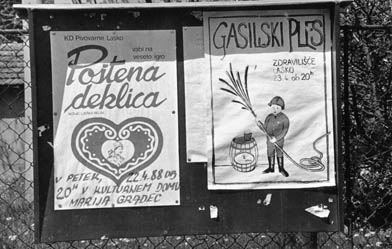 KD Pivovarne Laško
vabi na
veselo igro
Poštena
deklica
V PETEK, 22.4.88 OB
20H V KULTURNEM DOMU
MARIJA GRADEC
GASILSKI PLES
ZDRAVILIŠČE
LAŠKO
23.4. ob 20H